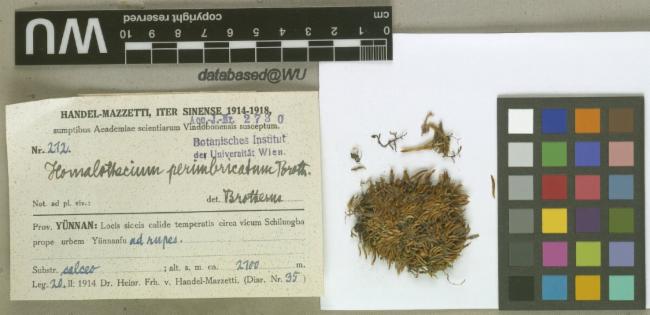 WU
copyright reserved
cm
10 9 8 7 6 5 4 3 2 1 0
databased@WU
HANDEL-MAZZETTI, ITER SINENSE 1914-1918,
Acc.-J.-Nr. 2730
sumptibus Academiae scientiarum Vindobonensis susceptum.
Botanisches Institut
der Universität Wien.
Nr. 212.
Homalothecium perimbricatum Broth.
Not. ad pl. viv.: det. Brotherus
Prov. YÜNNAN: Locis siccis calide temperatis circa vicum Schilungba
prope urbem Yünnanfu ad rupes.
Substr. calceo ; alt. s. m. ca. 2100 m.
Leg. 20. II. 1914 Dr. Heinr. Frh. v. Handel-Mazzetti. (Diar. Nr. 35)